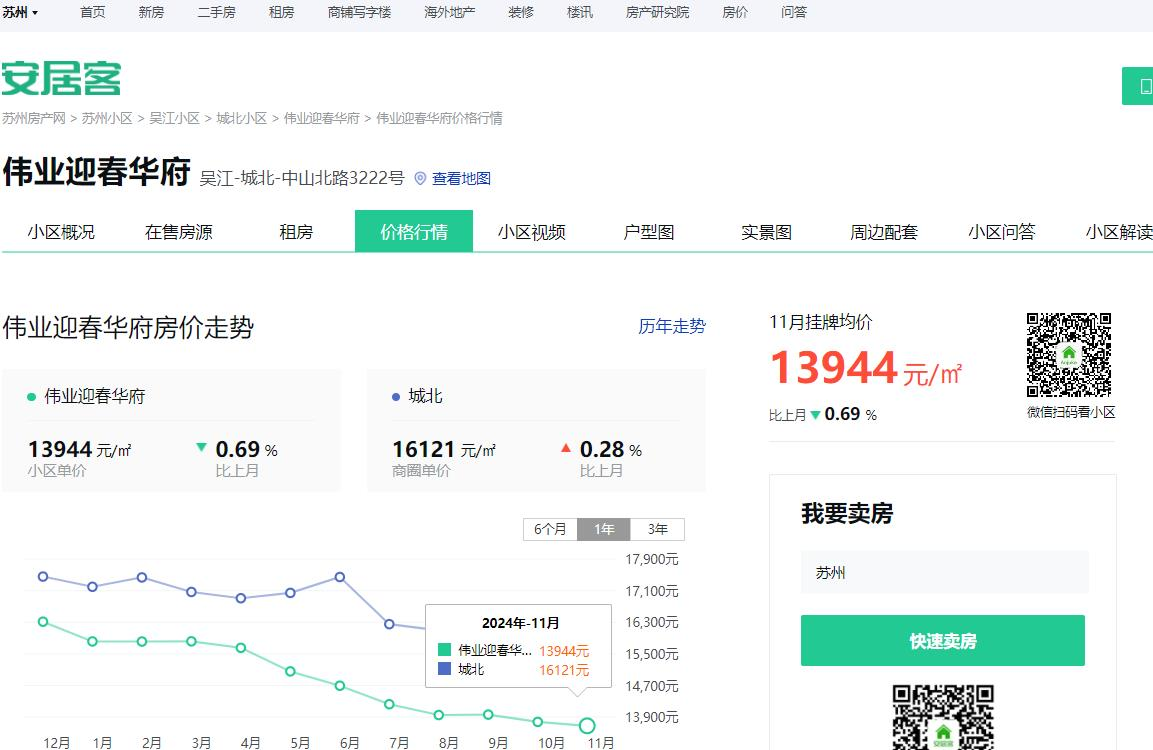 苏州 首页 新房 二手房 租房 商铺写字楼 海外地产 装修 楼讯 房产研究院 房价 问答
安居客
苏州房产网 > 苏州小区 > 吴江小区 > 城北小区 > 伟业迎春华府 > 伟业迎春华府价格行情
伟业迎春华府 吴江-城北-中山北路3222号 查看地图
小区概况 在售房源 租房 价格行情 小区视频 户型图 实景图 周边配套 小区问答 小区解读
伟业迎春华府房价走势 历年走势
伟业迎春华府
13944 元/㎡ 0.69 %
小区单价 比上月
城北
16121 元/㎡ 0.28 %
商圈单价 比上月
6个月 1年 3年
17,900元
17,100元
16,300元
15,500元
14,700元
13,900元
2024年-11月
伟业迎春华... 13944元
城北 16121元
12月 1月 2月 3月 4月 5月 6月 7月 8月 9月 10月 11月
11月挂牌均价
13944 元/㎡
比上月 0.69 %
微信扫码看小区
我要卖房
苏州
快速卖房
安居客